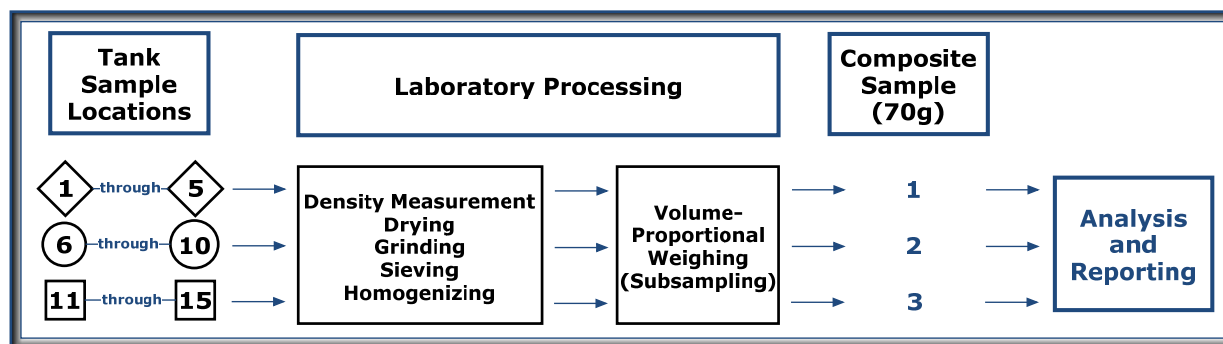 Tank
Sample
Locations
Laboratory Processing
Composite
Sample
(70g)
1 through 5
6 through 10
11 through 15
Density Measurement
Drying
Grinding
Sieving
Homogenizing
Volume-
Proportional
Weighing
(Subsampling)
1
2
3
Analysis
and
Reporting